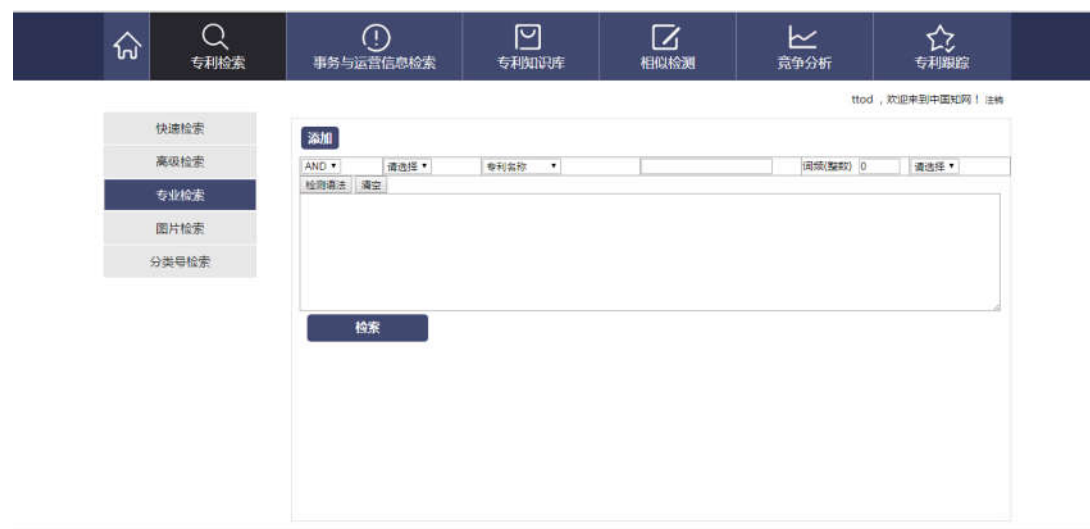 专利检索 事务与运营信息检索 专利知识库 相似检测 竞争分析 专利跟踪
ttod ，欢迎来到中国知网！ 注销
快速检索
高级检索
专业检索
图片检索
分类号检索
添加
AND 请选择 专利名称 词频(整数) 0 请选择
检测语法 清空
检索